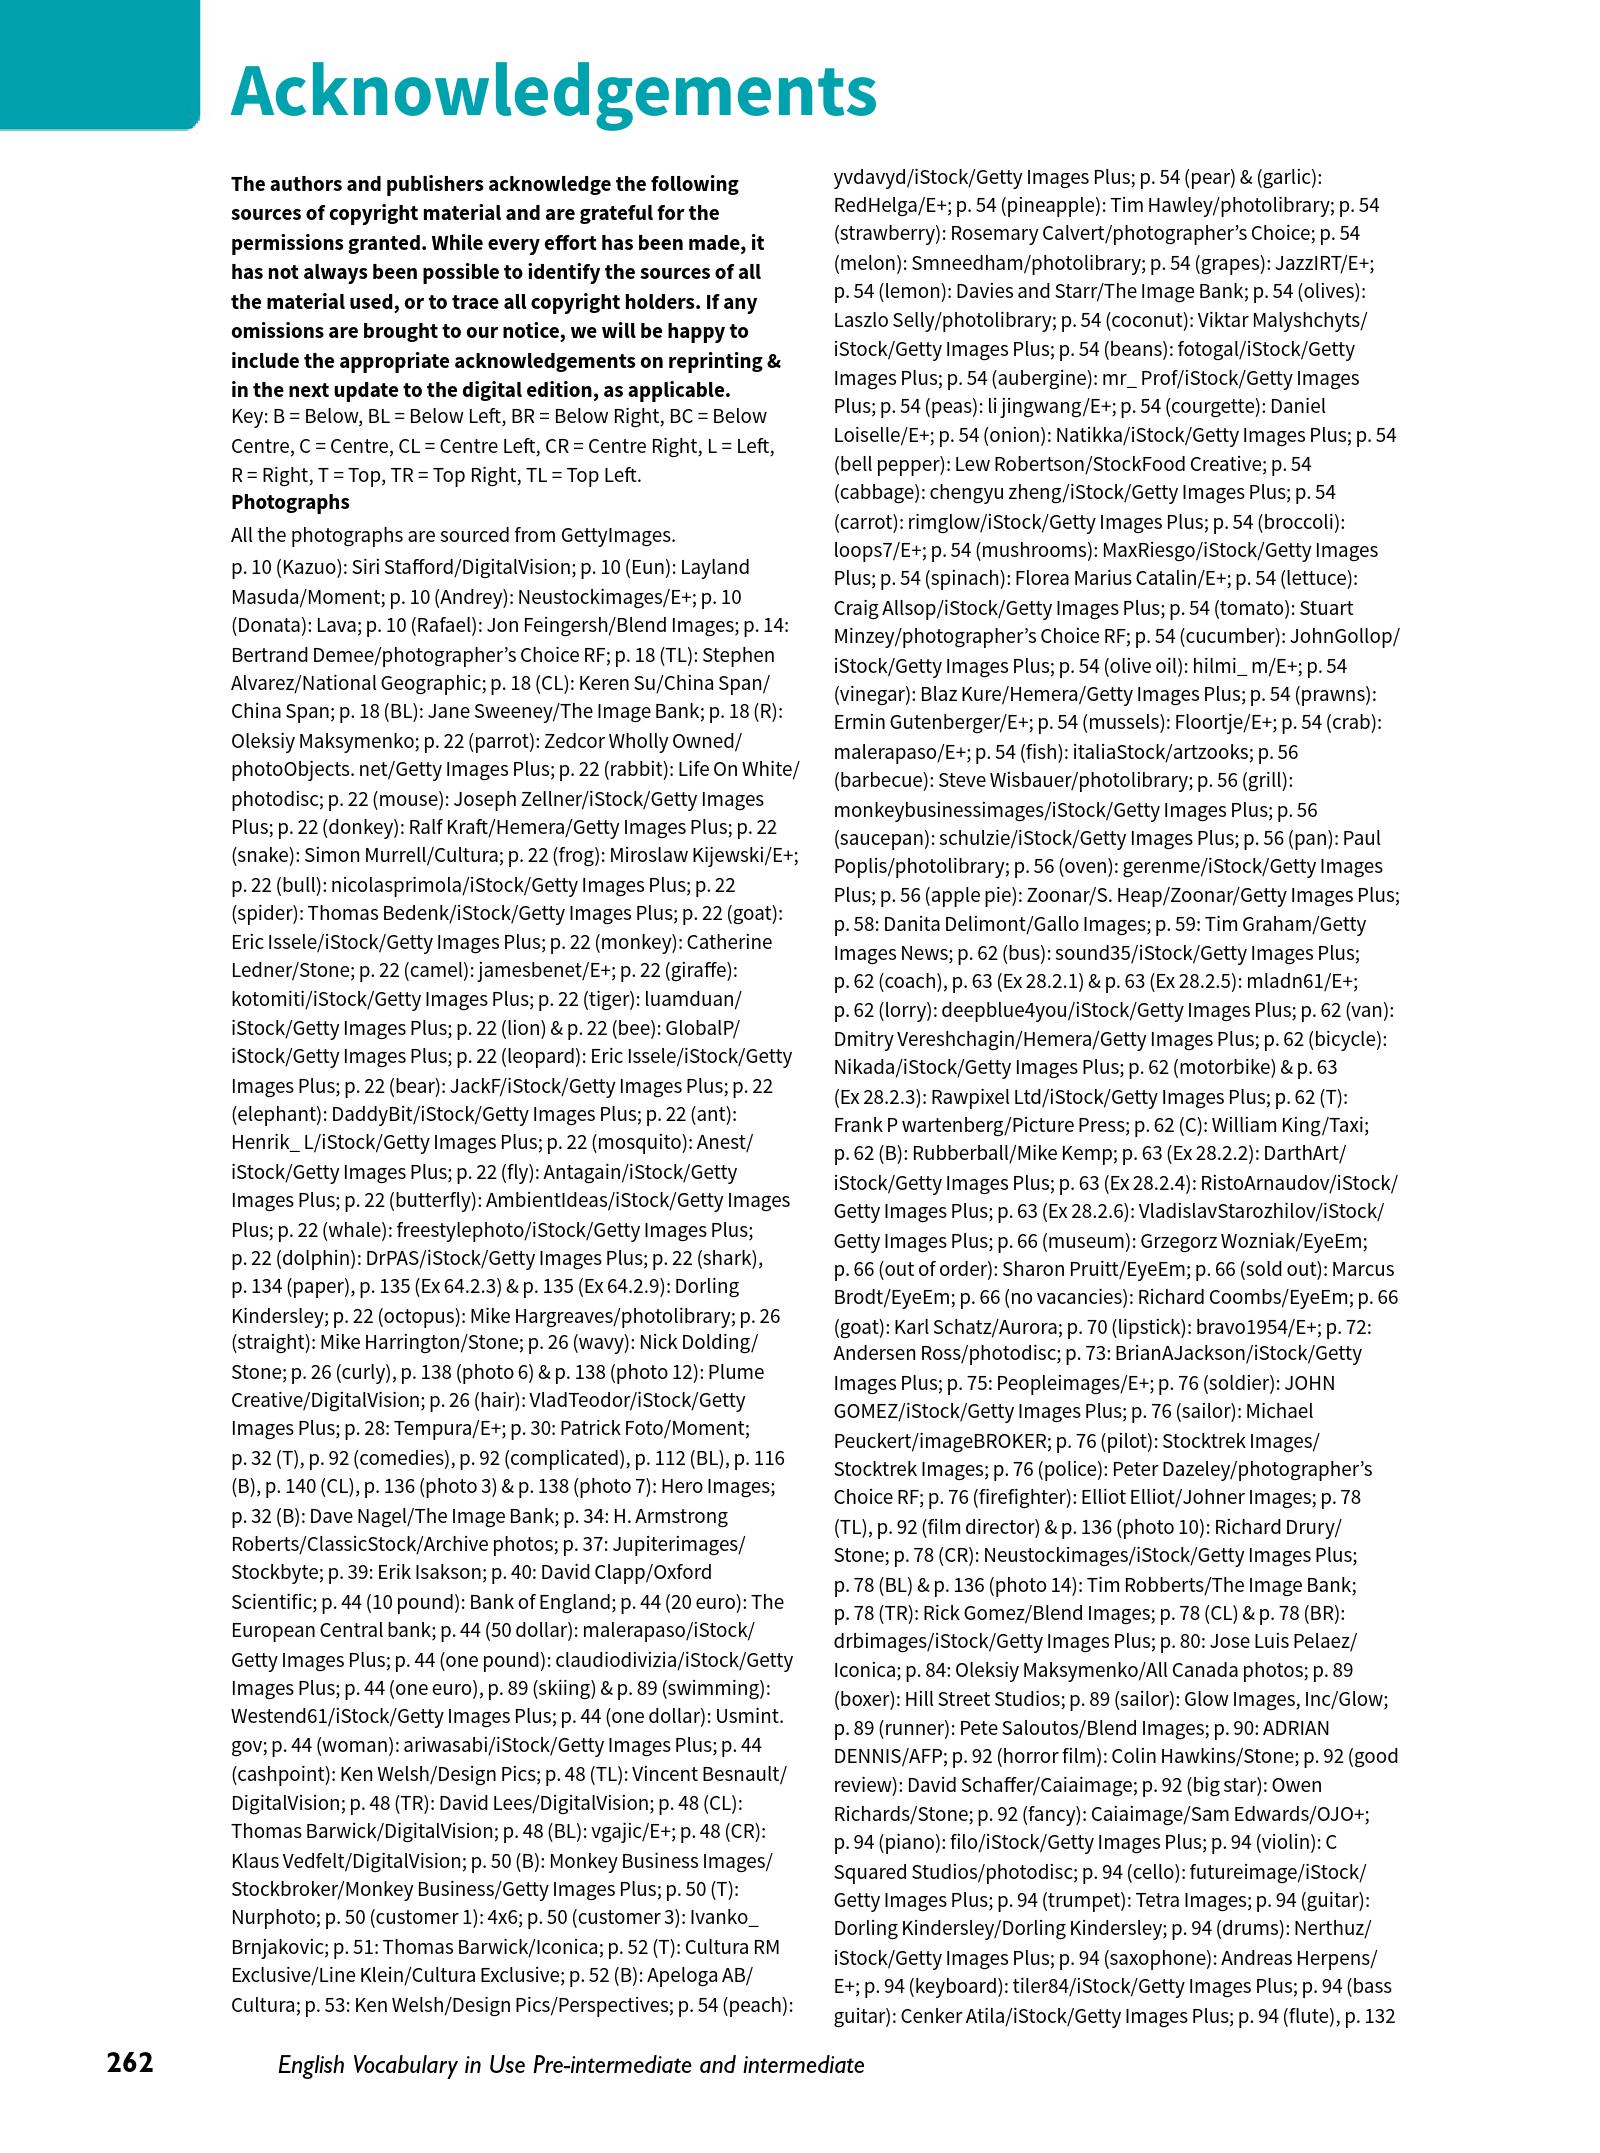 Acknowledgements
The authors and publishers acknowledge the following
sources of copyright material and are grateful for the
permissions granted. While every effort has been made, it
has not always been possible to identify the sources of all
the material used, or to trace all copyright holders. If any
omissions are brought to our notice, we will be happy to
include the appropriate acknowledgements on reprinting &
in the next update to the digital edition, as applicable.
Key: B = Below, BL = Below Left, BR = Below Right, BC = Below
Centre, C = Centre, CL = Centre Left, CR = Centre Right, L = Left,
R = Right, T = Top, TR = Top Right, TL = Top Left.
Photographs
All the photographs are sourced from GettyImages.
p. 10 (Kazuo): Siri Stafford/DigitalVision; p. 10 (Eun): Layland
Masuda/Moment; p. 10 (Andrey): Neustockimages/E+; p. 10
(Donata): Lava; p. 10 (Rafael): Jon Feingersh/Blend Images; p. 14:
Bertrand Demee/photographer’s Choice RF; p. 18 (TL): Stephen
Alvarez/National Geographic; p. 18 (CL): Keren Su/China Span/
China Span; p. 18 (BL): Jane Sweeney/The Image Bank; p. 18 (R):
Oleksiy Maksymenko; p. 22 (parrot): Zedcor Wholly Owned/
photoObjects. net/Getty Images Plus; p. 22 (rabbit): Life On White/
photodisc; p. 22 (mouse): Joseph Zellner/iStock/Getty Images
Plus; p. 22 (donkey): Ralf Kraft/Hemera/Getty Images Plus; p. 22
(snake): Simon Murrell/Cultura; p. 22 (frog): Miroslaw Kijewski/E+;
p. 22 (bull): nicolasprimola/iStock/Getty Images Plus; p. 22
(spider): Thomas Bedenk/iStock/Getty Images Plus; p. 22 (goat):
Eric Issele/iStock/Getty Images Plus; p. 22 (monkey): Catherine
Ledner/Stone; p. 22 (camel): jamesbenet/E+; p. 22 (giraffe):
kotomiti/iStock/Getty Images Plus; p. 22 (tiger): luamduan/
iStock/Getty Images Plus; p. 22 (lion) & p. 22 (bee): GlobalP/
iStock/Getty Images Plus; p. 22 (leopard): Eric Issele/iStock/Getty
Images Plus; p. 22 (bear): JackF/iStock/Getty Images Plus; p. 22
(elephant): DaddyBit/iStock/Getty Images Plus; p. 22 (ant):
Henrik_ L/iStock/Getty Images Plus; p. 22 (mosquito): Anest/
iStock/Getty Images Plus; p. 22 (fly): Antagain/iStock/Getty
Images Plus; p. 22 (butterfly): AmbientIdeas/iStock/Getty Images
Plus; p. 22 (whale): freestylephoto/iStock/Getty Images Plus;
p. 22 (dolphin): DrPAS/iStock/Getty Images Plus; p. 22 (shark),
p. 134 (paper), p. 135 (Ex 64.2.3) & p. 135 (Ex 64.2.9): Dorling
Kindersley; p. 22 (octopus): Mike Hargreaves/photolibrary; p. 26
(straight): Mike Harrington/Stone; p. 26 (wavy): Nick Dolding/
Stone; p. 26 (curly), p. 138 (photo 6) & p. 138 (photo 12): Plume
Creative/DigitalVision; p. 26 (hair): VladTeodor/iStock/Getty
Images Plus; p. 28: Tempura/E+; p. 30: Patrick Foto/Moment;
p. 32 (T), p. 92 (comedies), p. 92 (complicated), p. 112 (BL), p. 116
(B), p. 140 (CL), p. 136 (photo 3) & p. 138 (photo 7): Hero Images;
p. 32 (B): Dave Nagel/The Image Bank; p. 34: H. Armstrong
Roberts/ClassicStock/Archive photos; p. 37: Jupiterimages/
Stockbyte; p. 39: Erik Isakson; p. 40: David Clapp/Oxford
Scientific; p. 44 (10 pound): Bank of England; p. 44 (20 euro): The
European Central bank; p. 44 (50 dollar): malerapaso/iStock/
Getty Images Plus; p. 44 (one pound): claudiodivizia/iStock/Getty
Images Plus; p. 44 (one euro), p. 89 (skiing) & p. 89 (swimming):
Westend61/iStock/Getty Images Plus; p. 44 (one dollar): Usmint.
gov; p. 44 (woman): ariwasabi/iStock/Getty Images Plus; p. 44
(cashpoint): Ken Welsh/Design Pics; p. 48 (TL): Vincent Besnault/
DigitalVision; p. 48 (TR): David Lees/DigitalVision; p. 48 (CL):
Thomas Barwick/DigitalVision; p. 48 (BL): vgajic/E+; p. 48 (CR):
Klaus Vedfelt/DigitalVision; p. 50 (B): Monkey Business Images/
Stockbroker/Monkey Business/Getty Images Plus; p. 50 (T):
Nurphoto; p. 50 (customer 1): 4x6; p. 50 (customer 3): Ivanko_
Brnjakovic; p. 51: Thomas Barwick/Iconica; p. 52 (T): Cultura RM
Exclusive/Line Klein/Cultura Exclusive; p. 52 (B): Apeloga AB/
Cultura; p. 53: Ken Welsh/Design Pics/Perspectives; p. 54 (peach):
yvdavyd/iStock/Getty Images Plus; p. 54 (pear) & (garlic):
RedHelga/E+; p. 54 (pineapple): Tim Hawley/photolibrary; p. 54
(strawberry): Rosemary Calvert/photographer’s Choice; p. 54
(melon): Smneedham/photolibrary; p. 54 (grapes): JazzIRT/E+;
p. 54 (lemon): Davies and Starr/The Image Bank; p. 54 (olives):
Laszlo Selly/photolibrary; p. 54 (coconut): Viktar Malyshchyts/
iStock/Getty Images Plus; p. 54 (beans): fotogal/iStock/Getty
Images Plus; p. 54 (aubergine): mr_ Prof/iStock/Getty Images
Plus; p. 54 (peas): li jingwang/E+; p. 54 (courgette): Daniel
Loiselle/E+; p. 54 (onion): Natikka/iStock/Getty Images Plus; p. 54
(bell pepper): Lew Robertson/StockFood Creative; p. 54
(cabbage): chengyu zheng/iStock/Getty Images Plus; p. 54
(carrot): rimglow/iStock/Getty Images Plus; p. 54 (broccoli):
loops7/E+; p. 54 (mushrooms): MaxRiesgo/iStock/Getty Images
Plus; p. 54 (spinach): Florea Marius Catalin/E+; p. 54 (lettuce):
Craig Allsop/iStock/Getty Images Plus; p. 54 (tomato): Stuart
Minzey/photographer’s Choice RF; p. 54 (cucumber): JohnGollop/
iStock/Getty Images Plus; p. 54 (olive oil): hilmi_ m/E+; p. 54
(vinegar): Blaz Kure/Hemera/Getty Images Plus; p. 54 (prawns):
Ermin Gutenberger/E+; p. 54 (mussels): Floortje/E+; p. 54 (crab):
malerapaso/E+; p. 54 (fish): italiaStock/artzooks; p. 56
(barbecue): Steve Wisbauer/photolibrary; p. 56 (grill):
monkeybusinessimages/iStock/Getty Images Plus; p. 56
(saucepan): schulzie/iStock/Getty Images Plus; p. 56 (pan): Paul
Poplis/photolibrary; p. 56 (oven): gerenme/iStock/Getty Images
Plus; p. 56 (apple pie): Zoonar/S. Heap/Zoonar/Getty Images Plus;
p. 58: Danita Delimont/Gallo Images; p. 59: Tim Graham/Getty
Images News; p. 62 (bus): sound35/iStock/Getty Images Plus;
p. 62 (coach), p. 63 (Ex 28.2.1) & p. 63 (Ex 28.2.5): mladn61/E+;
p. 62 (lorry): deepblue4you/iStock/Getty Images Plus; p. 62 (van):
Dmitry Vereshchagin/Hemera/Getty Images Plus; p. 62 (bicycle):
Nikada/iStock/Getty Images Plus; p. 62 (motorbike) & p. 63
(Ex 28.2.3): Rawpixel Ltd/iStock/Getty Images Plus; p. 62 (T):
Frank P wartenberg/Picture Press; p. 62 (C): William King/Taxi;
p. 62 (B): Rubberball/Mike Kemp; p. 63 (Ex 28.2.2): DarthArt/
iStock/Getty Images Plus; p. 63 (Ex 28.2.4): RistoArnaudov/iStock/
Getty Images Plus; p. 63 (Ex 28.2.6): VladislavStarozhilov/iStock/
Getty Images Plus; p. 66 (museum): Grzegorz Wozniak/EyeEm;
p. 66 (out of order): Sharon Pruitt/EyeEm; p. 66 (sold out): Marcus
Brodt/EyeEm; p. 66 (no vacancies): Richard Coombs/EyeEm; p. 66
(goat): Karl Schatz/Aurora; p. 70 (lipstick): bravo1954/E+; p. 72:
Andersen Ross/photodisc; p. 73: BrianAJackson/iStock/Getty
Images Plus; p. 75: Peopleimages/E+; p. 76 (soldier): JOHN
GOMEZ/iStock/Getty Images Plus; p. 76 (sailor): Michael
Peuckert/imageBROKER; p. 76 (pilot): Stocktrek Images/
Stocktrek Images; p. 76 (police): Peter Dazeley/photographer’s
Choice RF; p. 76 (firefighter): Elliot Elliot/Johner Images; p. 78
(TL), p. 92 (film director) & p. 136 (photo 10): Richard Drury/
Stone; p. 78 (CR): Neustockimages/iStock/Getty Images Plus;
p. 78 (BL) & p. 136 (photo 14): Tim Robberts/The Image Bank;
p. 78 (TR): Rick Gomez/Blend Images; p. 78 (CL) & p. 78 (BR):
drbimages/iStock/Getty Images Plus; p. 80: Jose Luis Pelaez/
Iconica; p. 84: Oleksiy Maksymenko/All Canada photos; p. 89
(boxer): Hill Street Studios; p. 89 (sailor): Glow Images, Inc/Glow;
p. 89 (runner): Pete Saloutos/Blend Images; p. 90: ADRIAN
DENNIS/AFP; p. 92 (horror film): Colin Hawkins/Stone; p. 92 (good
review): David Schaffer/Caiaimage; p. 92 (big star): Owen
Richards/Stone; p. 92 (fancy): Caiaimage/Sam Edwards/OJO+;
p. 94 (piano): filo/iStock/Getty Images Plus; p. 94 (violin): C
Squared Studios/photodisc; p. 94 (cello): futureimage/iStock/
Getty Images Plus; p. 94 (trumpet): Tetra Images; p. 94 (guitar):
Dorling Kindersley/Dorling Kindersley; p. 94 (drums): Nerthuz/
iStock/Getty Images Plus; p. 94 (saxophone): Andreas Herpens/
E+; p. 94 (keyboard): tiler84/iStock/Getty Images Plus; p. 94 (bass
guitar): Cenker Atila/iStock/Getty Images Plus; p. 94 (flute), p. 132
262 English Vocabulary in Use Pre-intermediate and intermediate